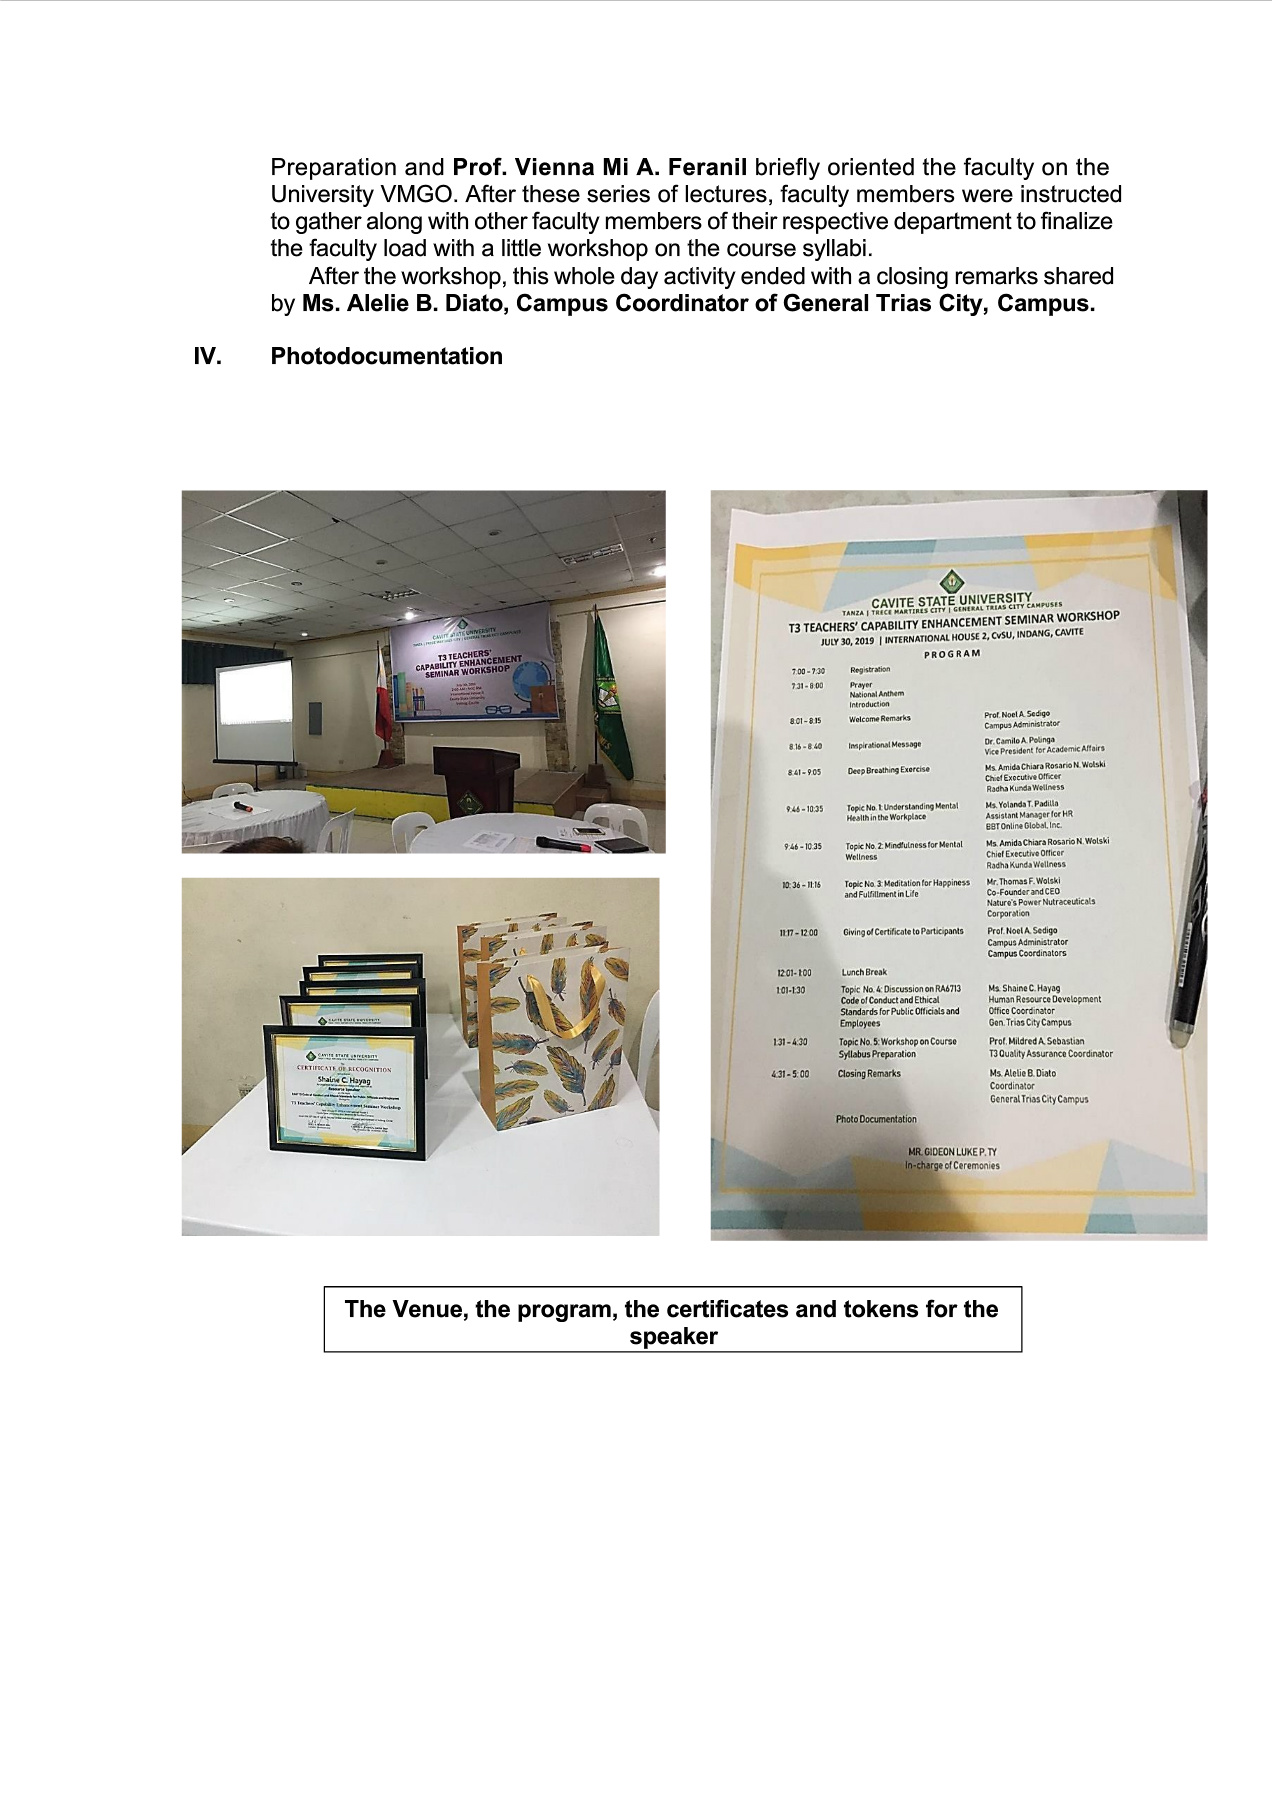 Preparation and Prof. Vienna Mi A. Feranil briefly oriented the faculty on the
University VMGO. After these series of lectures, faculty members were instructed
to gather along with other faculty members of their respective department to finalize
the faculty load with a little workshop on the course syllabi.
After the workshop, this whole day activity ended with a closing remarks shared
by Ms. Alelie B. Diato, Campus Coordinator of General Trias City, Campus.
IV. Photodocumentation
CAVITE STATE UNIVERSITY
TANZA | TRECE MARTIRES CITY | GENERAL TRIAS CITY CAMPUSES
T3 TEACHERS'
CAPABILITY ENHANCEMENT
SEMINAR WORKSHOP
CAVITE STATE UNIVERSITY
CAVITE STATE UNIVERSITY
CERTIFICATE OF RECOGNITION
Shaine C. Hayag
Resource Speaker
T3 Teachers' Capability Enhancement Seminar Workshop
CAVITE STATE UNIVERSITY
TANZA | TRECE MARTIRES CITY | GENERAL TRIAS CITY CAMPUSES
T3 TEACHERS' CAPABILITY ENHANCEMENT SEMINAR WORKSHOP
JULY 30, 2019 | INTERNATIONAL HOUSE 2, CvSU, INDANG, CAVITE
PROGRAM
7:00 – 7:30 Registration
7:31 – 8:00 Prayer
National Anthem
Introduction
8:01 – 8:15 Welcome Remarks Prof. Noel A. Sedigo
Campus Administrator
8:16 – 8:40 Inspirational Message Dr. Camilo A. Polinga
Vice President for Academic Affairs
8:41 – 9:05 Deep Breathing Exercise Ms. Amida Chiara Rosario N. Wolski
Chief Executive Officer
Radha Kunda Wellness
9:46 – 10:35 Topic No. 1: Understanding Mental Ms. Yolanda T. Padilla
Health in the Workplace Assistant Manager for HR
BBT Online Global, Inc.
9:46 – 10:35 Topic No. 2: Mindfulness for Mental Ms. Amida Chiara Rosario N. Wolski
Wellness Chief Executive Officer
Radha Kunda Wellness
10:36 – 11:16 Topic No. 3: Meditation for Happiness Mr. Thomas F. Wolski
and Fulfillment in Life Co-Founder and CEO
Nature's Power Nutraceuticals
Corporation
11:17 – 12:00 Giving of Certificate to Participants Prof. Noel A. Sedigo
Campus Administrator
Campus Coordinators
12:01 – 1:00 Lunch Break
1:01-1:30 Topic No. 4: Discussion on RA6713 Ms. Shaine C. Hayag
Code of Conduct and Ethical Human Resource Development
Standards for Public Officials and Office Coordinator
Employees Gen. Trias City Campus
1:31 – 4:30 Topic No. 5: Workshop on Course Prof. Mildred A. Sebastian
Syllabus Preparation T3 Quality Assurance Coordinator
4:31 – 5:00 Closing Remarks Ms. Alelie B. Diato
Coordinator
General Trias City Campus
Photo Documentation
MR. GIDEON LUKE P. TY
In-charge of Ceremonies
The Venue, the program, the certificates and tokens for the
speaker